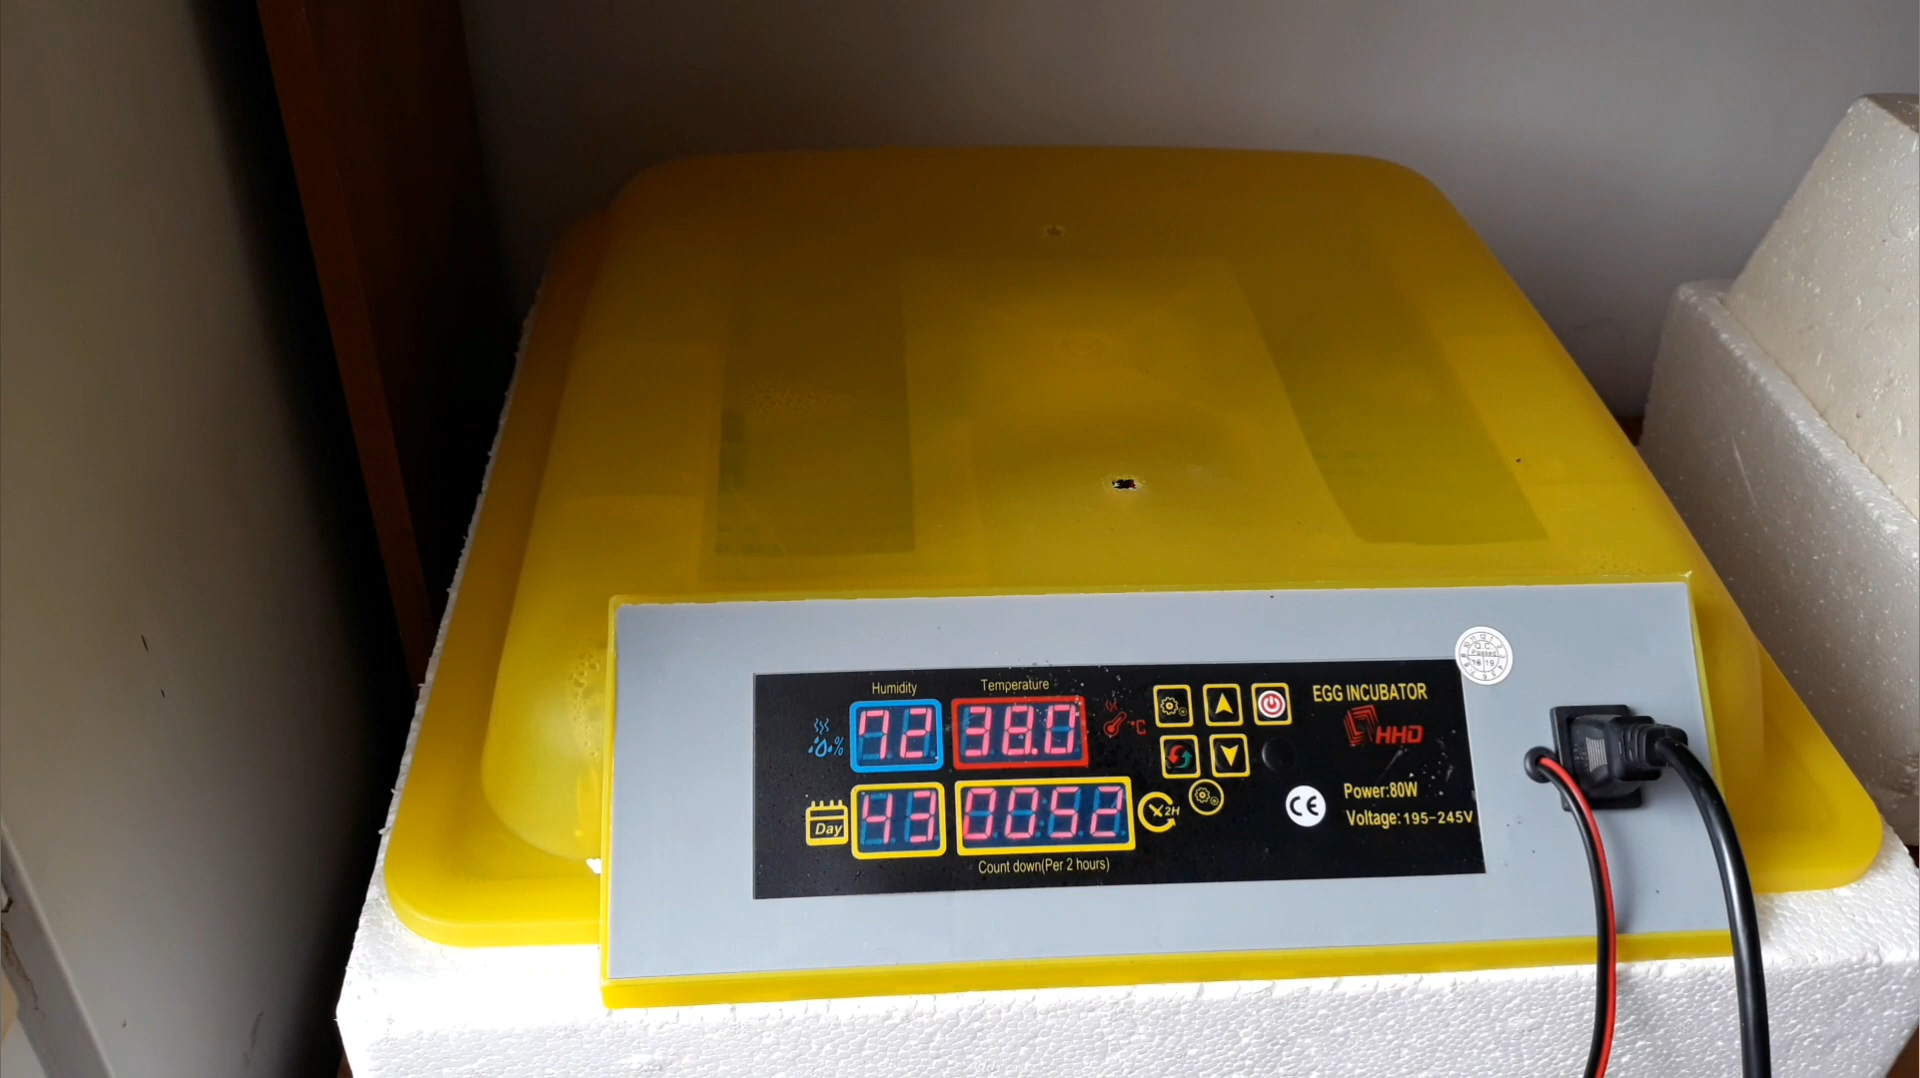 Humidity
Temperature
72
38.0
°C
%
EGG INCUBATOR
HHD
Day
43
0052
2H
Count down(Per 2 hours)
CE
Power:80W
Voltage: 195-245V
Q.C.
Passed